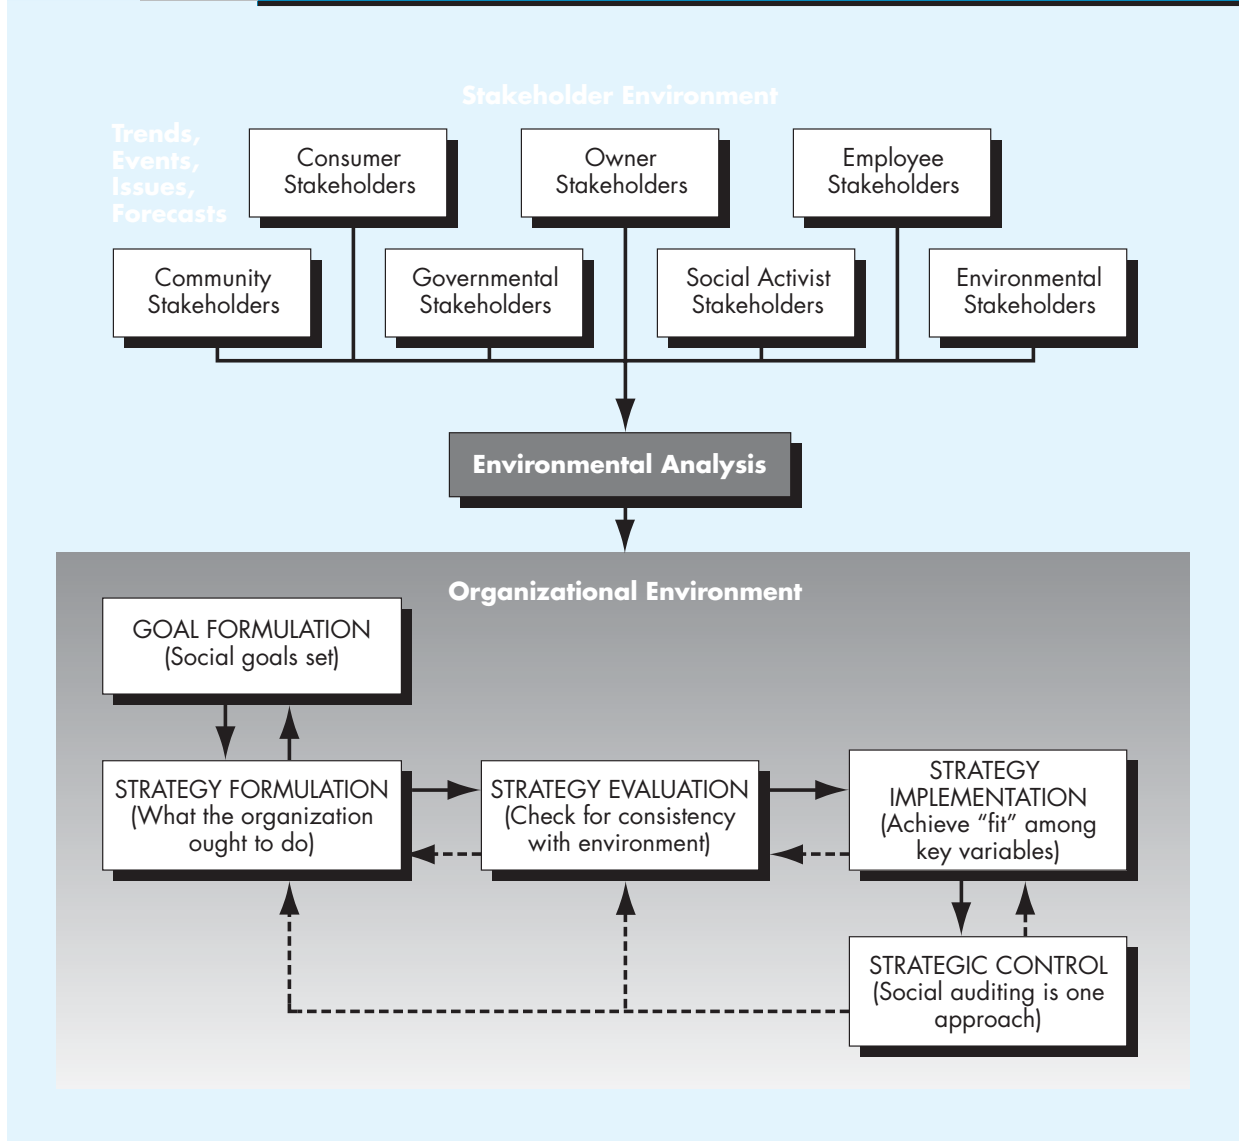 Stakeholder Environment
Trends,
Events,
Issues,
Forecasts
Consumer
Stakeholders
Owner
Stakeholders
Employee
Stakeholders
Community
Stakeholders
Governmental
Stakeholders
Social Activist
Stakeholders
Environmental
Stakeholders
Environmental Analysis
Organizational Environment
GOAL FORMULATION
(Social goals set)
STRATEGY FORMULATION
(What the organization
ought to do)
STRATEGY EVALUATION
(Check for consistency
with environment)
STRATEGY
IMPLEMENTATION
(Achieve “fit” among
key variables)
STRATEGIC CONTROL
(Social auditing is one
approach)